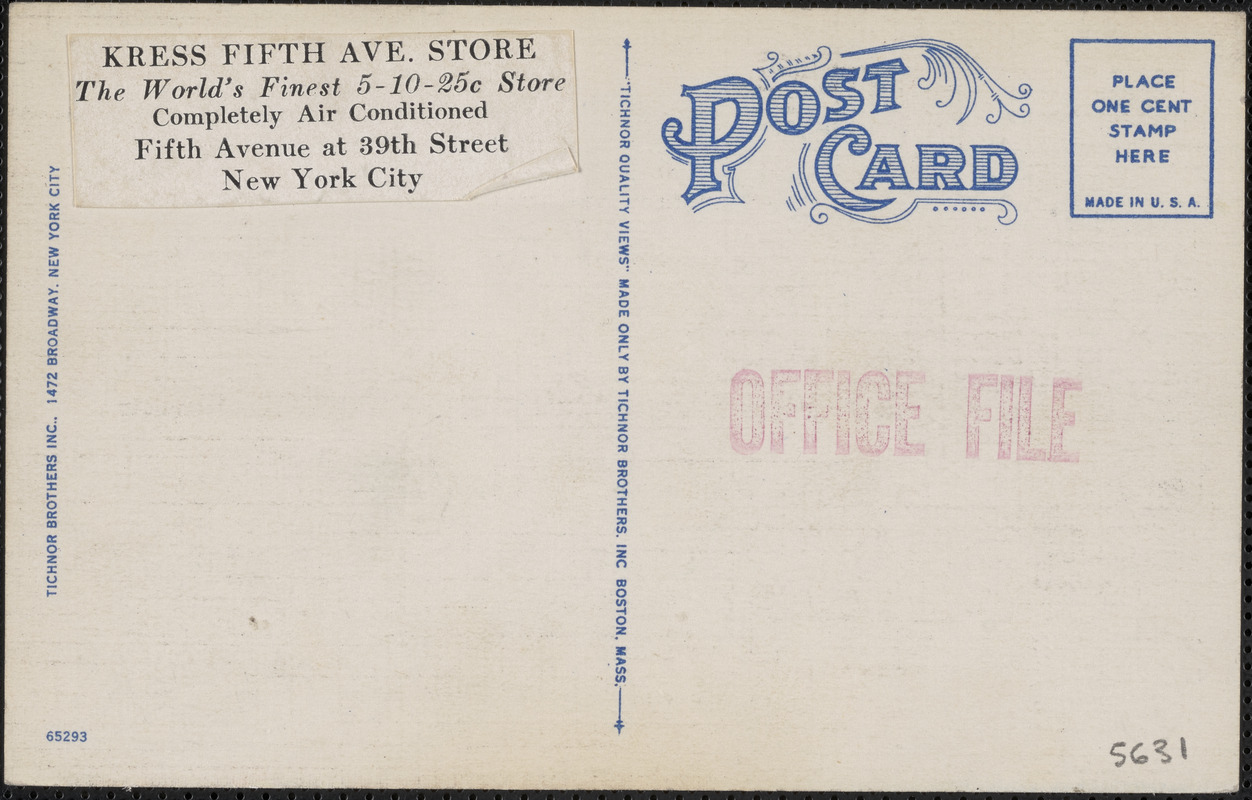 KRESS FIFTH AVE. STORE
The World's Finest 5-10-25c Store
Completely Air Conditioned
Fifth Avenue at 39th Street
New York City
TICHNOR BROTHERS INC., 1472 BROADWAY, NEW YORK CITY
65293
"TICHNOR QUALITY VIEWS" MADE ONLY BY TICHNOR BROTHERS, INC BOSTON, MASS.
POST
CARD
PLACE
ONE CENT
STAMP
HERE
MADE IN U. S. A.
OFFICE FILE
5631